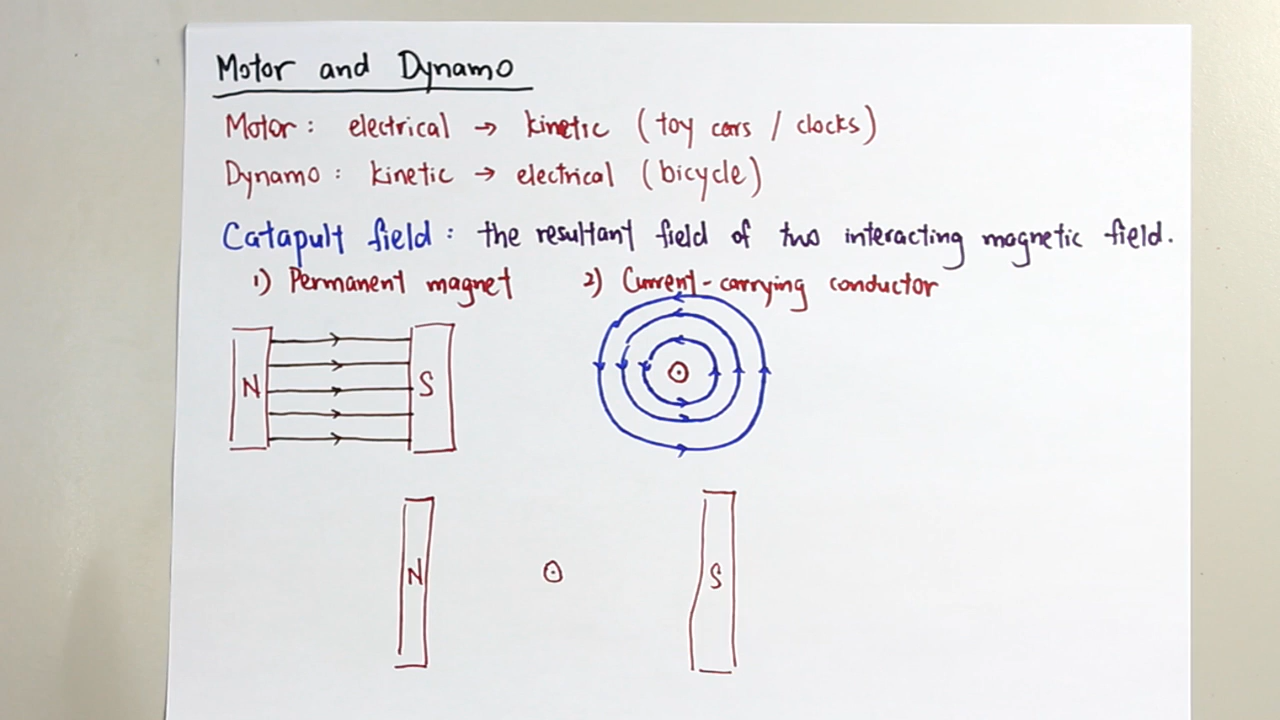 Motor and Dynamo
Motor : electrical → kinetic (toy cars / clocks)
Dynamo : kinetic → electrical (bicycle)
Catapult field : the resultant field of two interacting magnetic field.
1) Permanent magnet 2) Current-carrying conductor
N S
N S